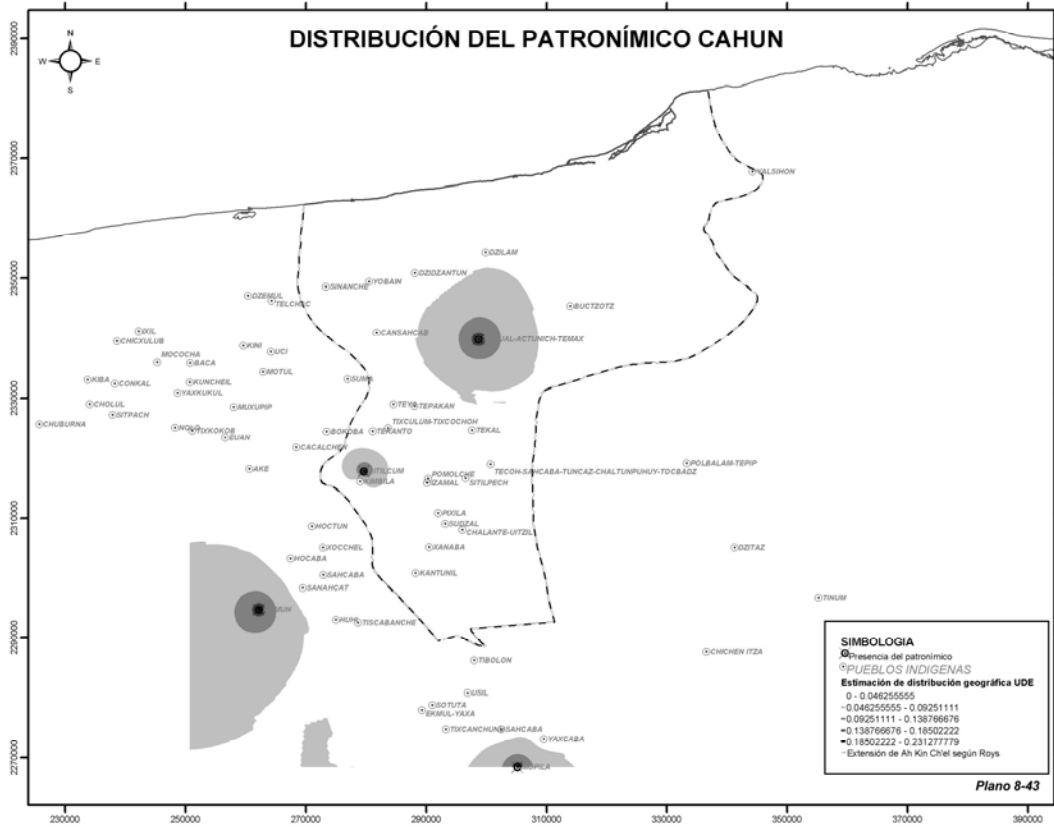 DISTRIBUCIÓN DEL PATRONÍMICO CAHUN
N
W E
S
2390000
2370000
2350000
2330000
2310000
2290000
2270000
YALSIHON
DZILAM
DZIDZANTUN
YOBAIN
SINANCHE
DZEMUL
TELCHAC
BUCTZOTZ
CANSAHCAB
JAL-ACTUNICH-TEMAX
IXIL
CHICXULUB
MOCOCHA
BACA
KINI
UCI
MOTUL
SUMA
KIBA
CONKAL
KUNCHEIL
YAXKUKUL
CHOLUL
SITPACH
MUXUPIP
TEYA
TEPAKAN
CHUBURNA
NOLO
TIXKOKOB
EUAN
BOKOBA
TEKANTO
TIXCULUM-TIXCOCHOH
TEKAL
CACALCHEN
AKE
UITILCUM
KIMBILA
POMOLCHE
IZAMAL
SITILPECH
TECOH-SAHCABA-TUNCAZ-CHALTUNPUHUY-TOCBADZ
POLBALAM-TEPIP
PIXILA
SUDZAL
CHALANTE-UITZIL
HOCTUN
XOCCHEL
XANABA
DZITAZ
HOCABA
SAHCABA
KANTUNIL
SANAHCAT
TINUM
HUHI
TISCABANCHE
CHICHEN ITZA
TIBOLON
USIL
SOTUTA
EKMUL-YAXA
TIXCANCHUN
SAHCABA
YAXCABA
SIMBOLOGIA
Presencia del patronímico
PUEBLOS INDIGENAS
Estimación de distribución geográfica UDE
0 - 0.046255555
0.046255555 - 0.09251111
0.09251111 - 0.138766676
0.138766676 - 0.18502222
0.18502222 - 0.231277779
Extensión de Ah Kin Ch'el según Roys
Plano 8-43
230000 250000 270000 290000 310000 330000 350000 370000 390000